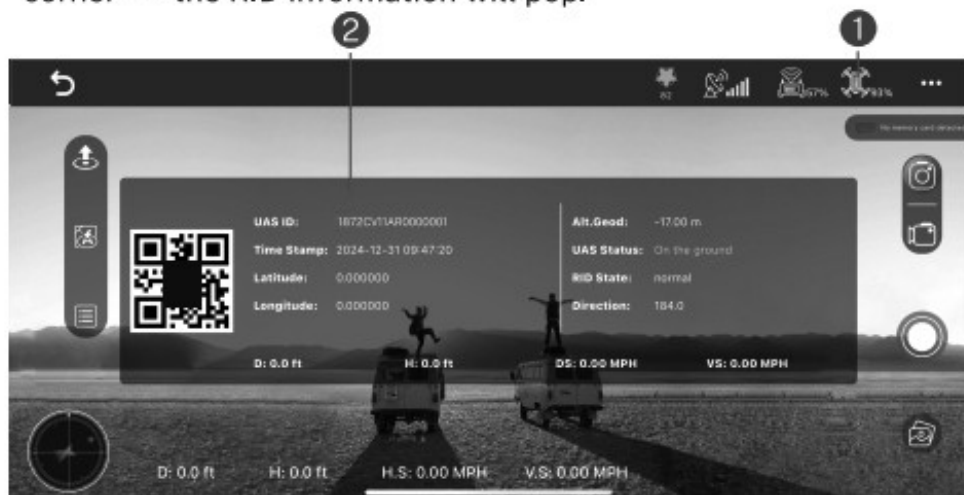 the RID information will pop.
2
1
82
57%
93%
No memory card detected
UAS ID: 1872CV11AR0000001
Time Stamp: 2024-12-31 09:47:20
Latitude: 0.000000
Longitude: 0.000000
Alt.Geod: -17.00 m
UAS Status: On the ground
RID State: normal
Direction: 184.0
D: 0.0 ft H: 0.0 ft DS: 0.00 MPH VS: 0.00 MPH
D: 0.0 ft H: 0.0 ft H.S: 0.00 MPH V.S: 0.00 MPH